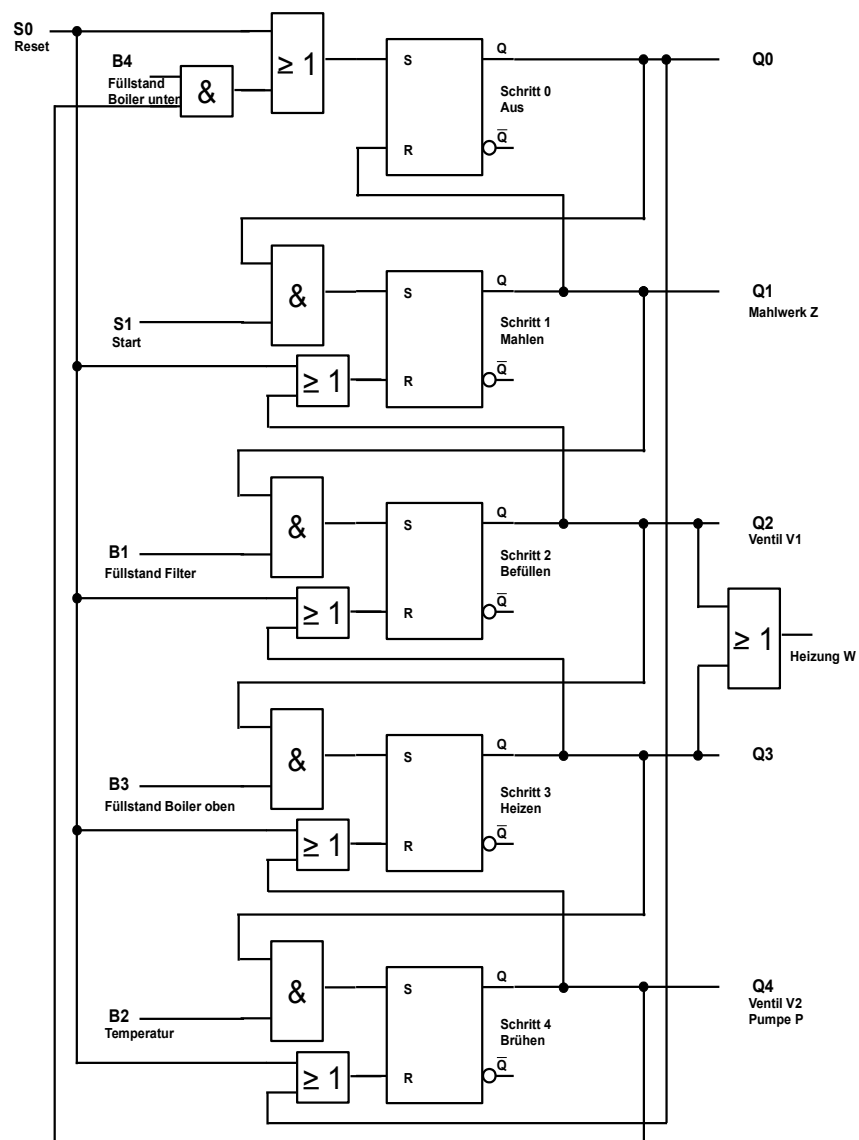 S0
Reset
B4
Füllstand
Boiler unten
&
≥ 1
S
Q
Schritt 0
Aus
R
Q
Q0
S1
Start
&
≥ 1
S
Q
Schritt 1
Mahlen
R
Q
Q1
Mahlwerk Z
B1
Füllstand Filter
&
≥ 1
S
Q
Schritt 2
Befüllen
R
Q
Q2
Ventil V1
≥ 1
Heizung W
B3
Füllstand Boiler oben
&
≥ 1
S
Q
Schritt 3
Heizen
R
Q
Q3
B2
Temperatur
&
≥ 1
S
Q
Schritt 4
Brühen
R
Q
Q4
Ventil V2
Pumpe P